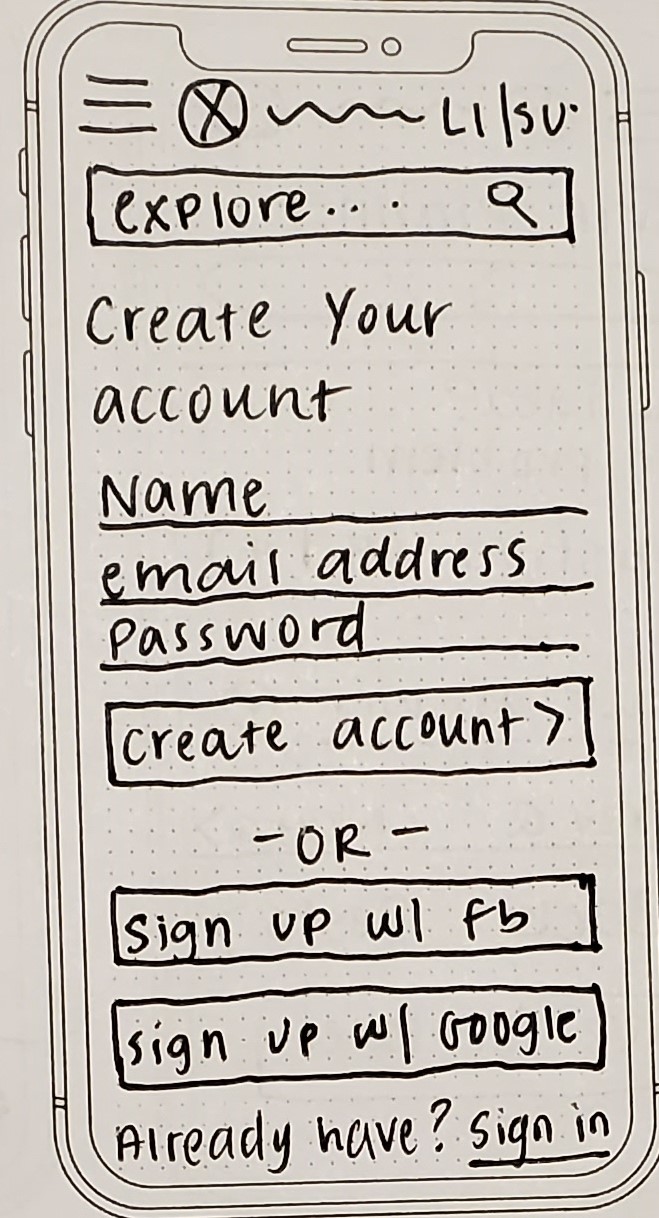 LI/SU
explore...
Create Your
account
Name
email address
Password
create account >
- OR -
sign up w/ fb
sign up w/ Google
Already have? sign in